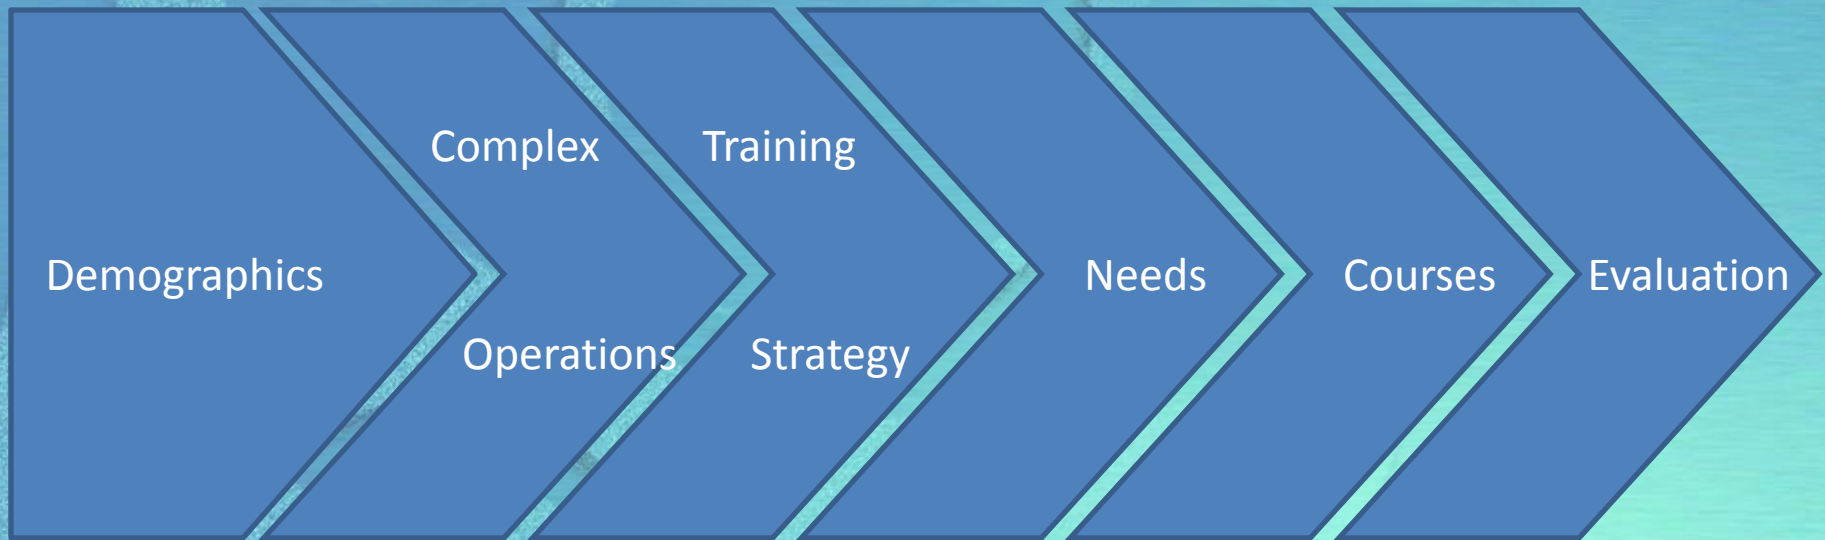 Demographics
Complex
Operations
Training
Strategy
Needs
Courses
Evaluation